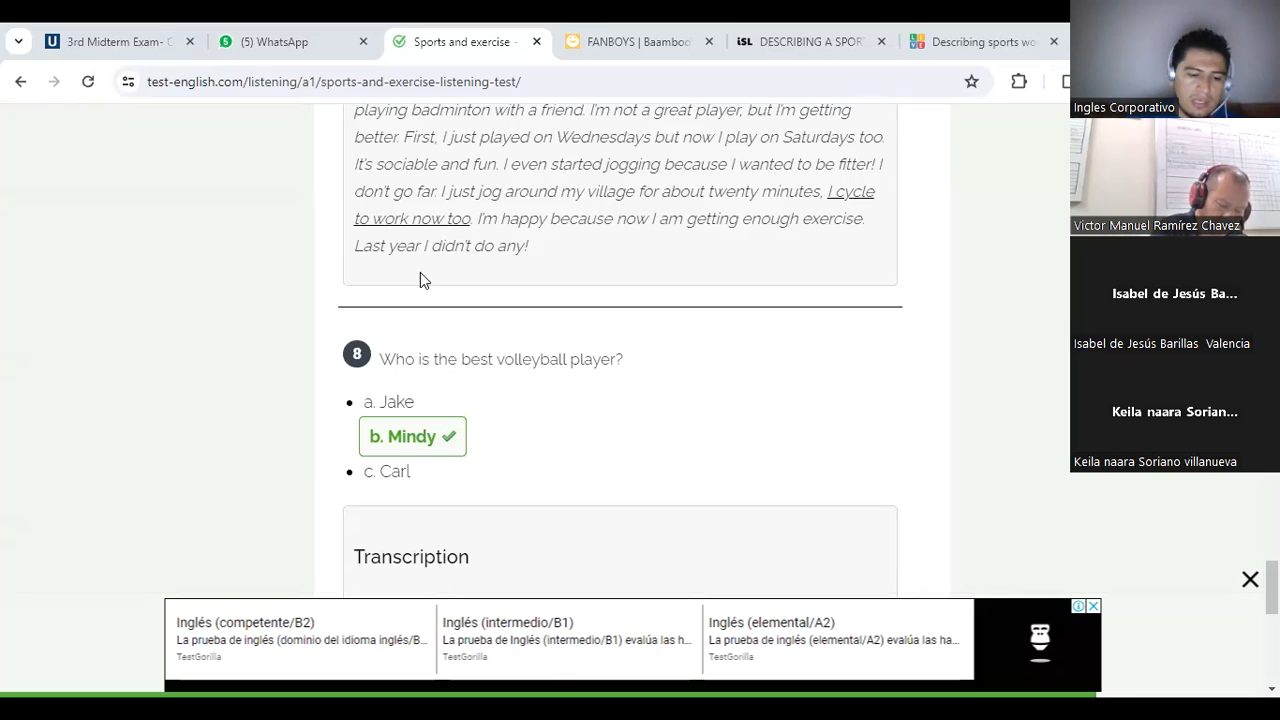 3rd Midterm Exam- C
(5) WhatsApp
Sports and exercise -
FANBOYS | Baamboo
DESCRIBING A SPOR
Describing sports wo
test-english.com/listening/a1/sports-and-exercise-listening-test/
playing badminton with a friend. I'm not a great player, but I'm getting
better. First, I just played on Wednesdays but now I play on Saturdays too.
It's sociable and fun. I even started jogging because I wanted to be fitter! I
don't go far. I just jog around my village for about twenty minutes, I cycle
to work now too. I'm happy because now I am getting enough exercise.
Last year I didn't do any!
8 Who is the best volleyball player?
a. Jake
b. Mindy
c. Carl
Transcription
Inglés (competente/B2)
La prueba de inglés (dominio del idioma inglés/B...
TestGorilla
Inglés (intermedio/B1)
La prueba de Inglés (intermedio/B1) evalúa las h...
TestGorilla
Inglés (elemental/A2)
La prueba de inglés (elemental/A2) evalúa las ha...
TestGorilla
Ingles Corporativo
Victor Manuel Ramírez Chavez
Isabel de Jesús Ba...
Isabel de Jesús Barillas Valencia
Keila naara Sorian...
Keila naara Soriano villanueva